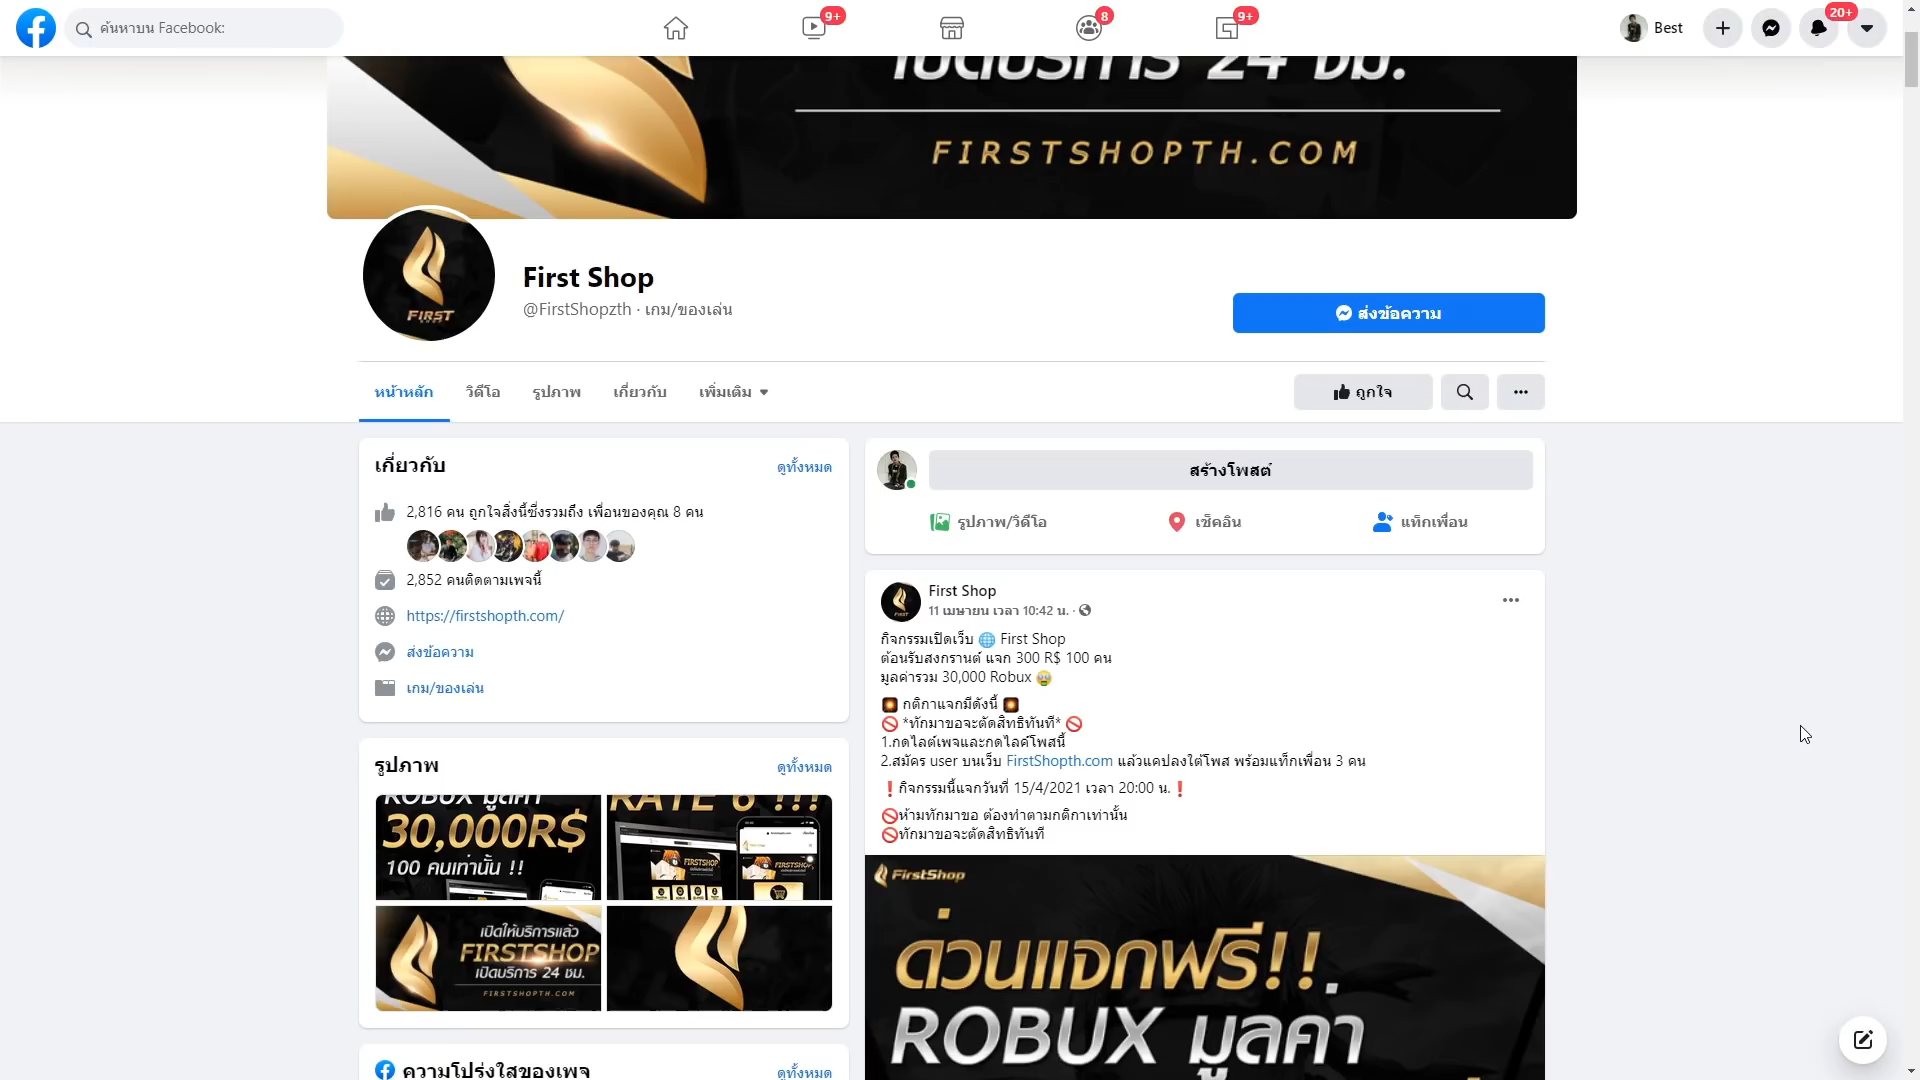 ค้นหาบน Facebook:
9+
8
9+
Best
20+
เปิดบริการ 24 ชม.
FIRSTSHOPTH.COM
FIRST
First Shop
@FirstShopzth · เกม/ของเล่น
ส่งข้อความ
หน้าหลัก
วิดีโอ
รูปภาพ
เกี่ยวกับ
เพิ่มเติม
ถูกใจ
เกี่ยวกับ
ดูทั้งหมด
2,816 คน ถูกใจสิ่งนี้ซึ่งรวมถึง เพื่อนของคุณ 8 คน
2,852 คนติดตามเพจนี้
https://firstshopth.com/
ส่งข้อความ
เกม/ของเล่น
รูปภาพ
ดูทั้งหมด
ROBUX มูลค่า
30,000R$
100 คนเท่านั้น !!
RATE 6 !!!
FIRSTSHOP
FIRSTSHOP
เปิดให้บริการแล้ว
FIRSTSHOP
เปิดบริการ 24 ชม.
FIRSTSHOPTH.COM
ความโปร่งใสของเพจ
ดูทั้งหมด
สร้างโพสต์
รูปภาพ/วิดีโอ
เช็คอิน
แท็กเพื่อน
First Shop
11 เมษายน เวลา 10:42 น. ·
กิจกรรมเปิดเว็บ 🌐 First Shop
ต้อนรับสงกรานต์ แจก 300 R$ 100 คน
มูลค่ารวม 30,000 Robux 🤑
💥 กติกาแจกมีดังนี้ 💥
🚫 *ทักมาขอจะตัดสิทธิทันที* 🚫
1.กดไลต์เพจและกดไลค์โพสนี้
2.สมัคร user บนเว็บ FirstShopth.com แล้วแคปลงใต้โพส พร้อมแท็กเพื่อน 3 คน
❗กิจกรรมนี้แจกวันที่ 15/4/2021 เวลา 20:00 น.❗
🚫ห้ามทักมาขอ ต้องทำตามกติกาเท่านั้น
🚫ทักมาขอจะตัดสิทธิทันที
FirstShop
ด่วนแจกฟรี!!
ROBUX มูลค่า